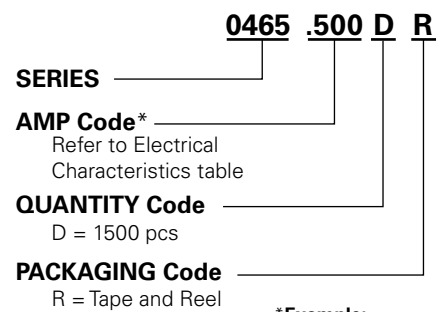 0465 .500 D R
SERIES
AMP Code*
Refer to Electrical
Characteristics table
QUANTITY Code
D = 1500 pcs
PACKAGING Code
R = Tape and Reel
*Example: